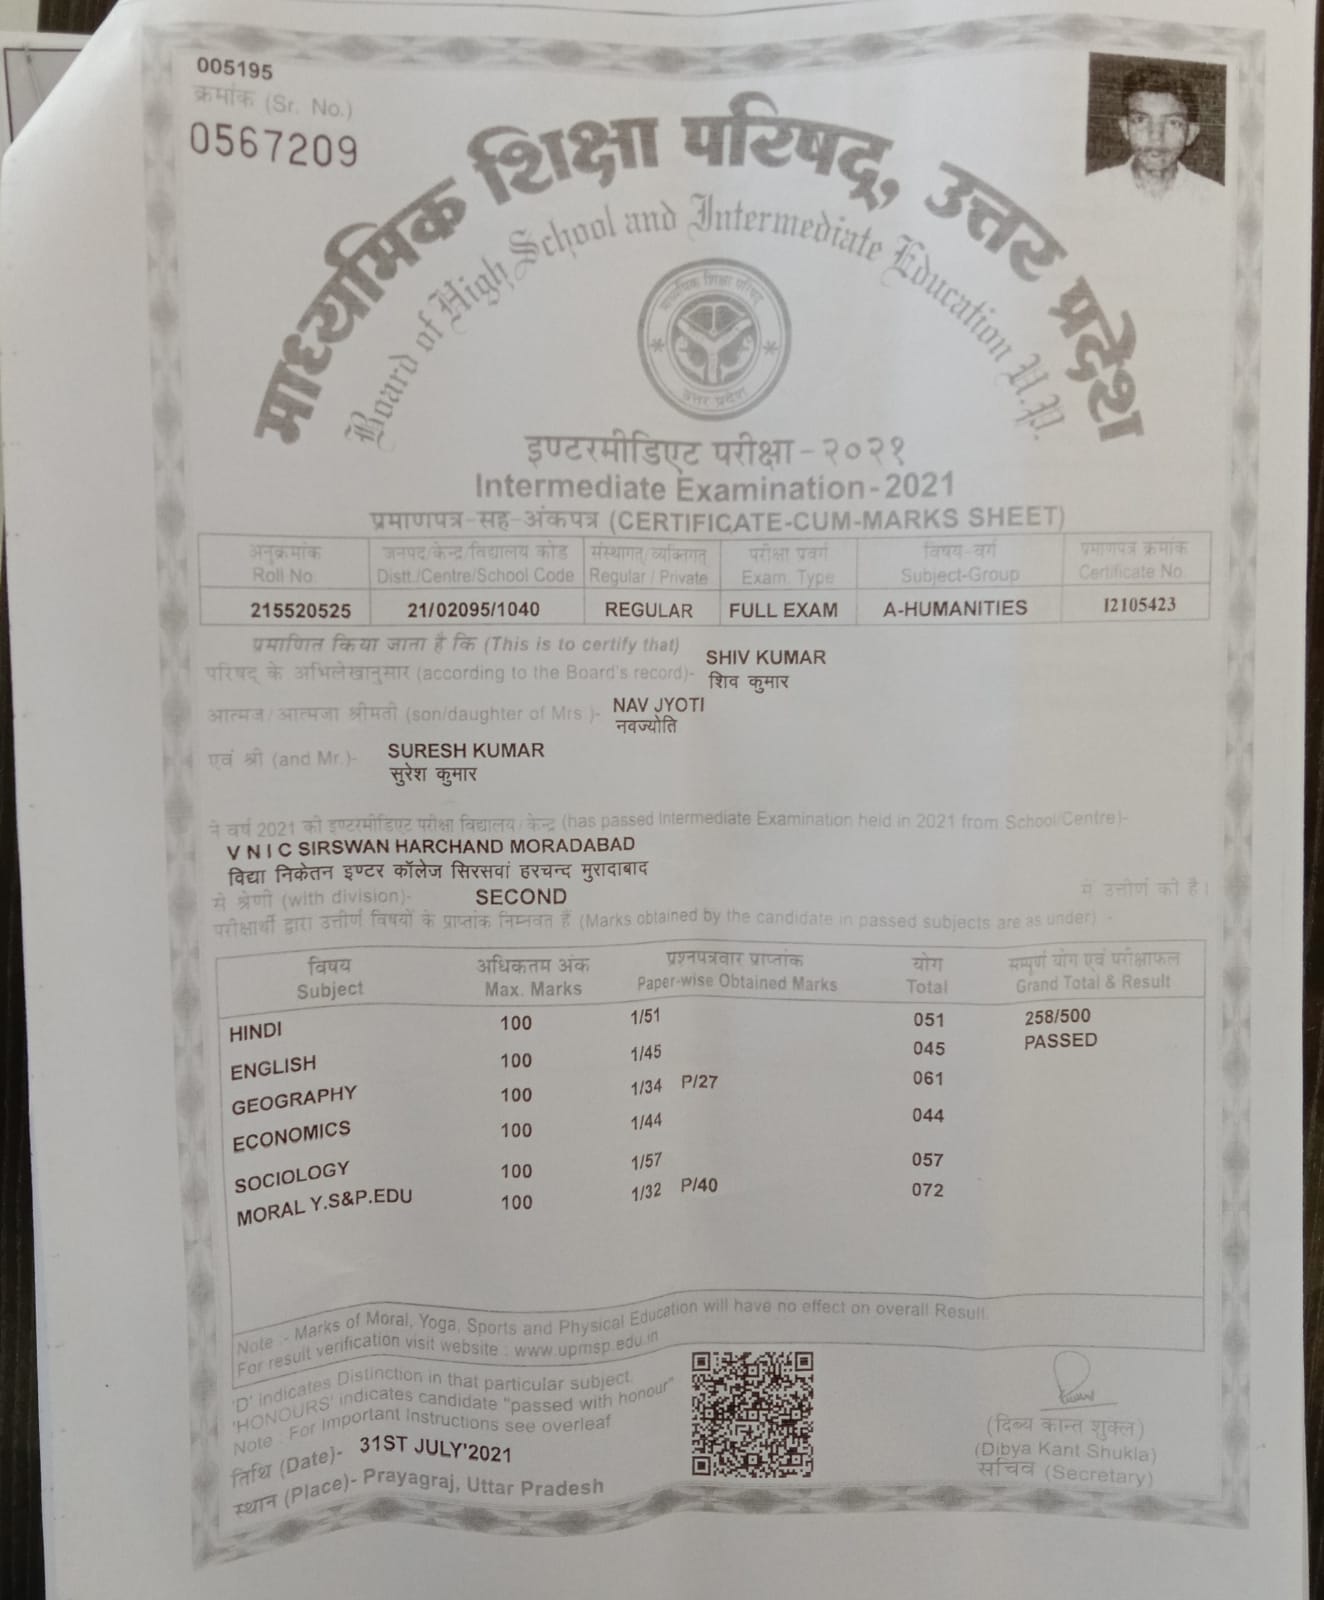 005195
क्रमांक (Sr. No.)
0567209
माध्यमिक शिक्षा परिषद्, उत्तर प्रदेश
Board of High School and Intermediate Education U.P.
माध्यमिक शिक्षा परिषद्
उत्तर प्रदेश
इण्टरमीडिएट परीक्षा - २०२१
Intermediate Examination - 2021
प्रमाणपत्र-सह-अंकपत्र (CERTIFICATE-CUM-MARKS SHEET)
अनुक्रमांक जनपद/केन्द्र/विद्यालय कोड संस्थागत/व्यक्तिगत परीक्षा प्रवर्ग विषय-वर्ग प्रमाणपत्र क्रमांक
Roll No. Distt./Centre/School Code Regular / Private Exam. Type Subject-Group Certificate No.
215520525 21/02095/1040 REGULAR FULL EXAM A-HUMANITIES 12105423
प्रमाणित किया जाता है कि (This is to certify that)
परिषद् के अभिलेखानुसार (according to the Board's record)- SHIV KUMAR
शिव कुमार
आत्मज/आत्मजा श्रीमती (son/daughter of Mrs.)- NAV JYOTI
नवज्योति
एवं श्री (and Mr.)- SURESH KUMAR
सुरेश कुमार
ने वर्ष 2021 की इण्टरमीडिएट परीक्षा विद्यालय/केन्द्र (has passed Intermediate Examination held in 2021 from School/Centre)-
V N I C SIRSWAN HARCHAND MORADABAD
विद्या निकेतन इण्टर कॉलेज सिरसवां हरचन्द मुरादाबाद
से श्रेणी (with division)- SECOND में उत्तीर्ण की है।
परीक्षार्थी द्वारा उत्तीर्ण विषयों के प्राप्तांक निम्नवत हैं (Marks obtained by the candidate in passed subjects are as under) -
विषय अधिकतम अंक प्रश्नपत्रवार प्राप्तांक योग सम्पूर्ण योग एवं परीक्षाफल
Subject Max. Marks Paper-wise Obtained Marks Total Grand Total & Result
HINDI 100 1/51 051 258/500
ENGLISH 100 1/45 045 PASSED
GEOGRAPHY 100 1/34 P/27 061
ECONOMICS 100 1/44 044
SOCIOLOGY 100 1/57 057
MORAL Y.S&P.EDU 100 1/32 P/40 072
Note :- Marks of Moral, Yoga, Sports and Physical Education will have no effect on overall Result.
For result verification visit website : www.upmsp.edu.in
'D' indicates Distinction in that particular subject.
'HONOURS' indicates candidate "passed with honour"
Note : For Important Instructions see overleaf
तिथि (Date)- 31ST JULY'2021
स्थान (Place)- Prayagraj, Uttar Pradesh
(दिब्य कान्त शुक्ल)
(Dibya Kant Shukla)
सचिव (Secretary)